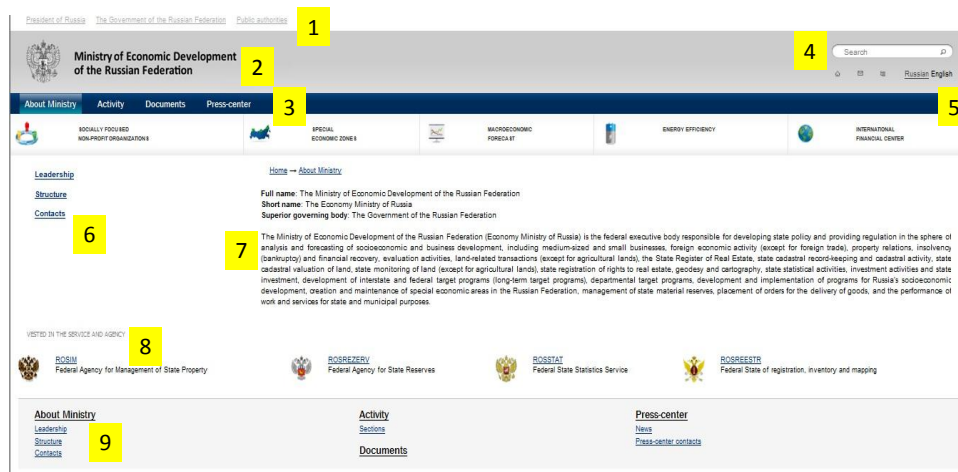 President of Russia The Government of the Russian Federation Public authorities
1
Ministry of Economic Development
of the Russian Federation
2
4
Search
Russian English
About Ministry Activity Documents Press-center
3
5
SOCIALLY FOCUSED
NON-PROFIT ORGANIZATIONS
SPECIAL
ECONOMIC ZONES
MACROECONOMIC
FORECAST
ENERGY EFFICIENCY
INTERNATIONAL
FINANCIAL CENTER
Leadership
Structure
Contacts
6
Home → About Ministry
Full name: The Ministry of Economic Development of the Russian Federation
Short name: The Economy Ministry of Russia
Superior governing body: The Government of the Russian Federation
7
The Ministry of Economic Development of the Russian Federation (Economy Ministry of Russia) is the federal executive body responsible for developing state policy and providing regulation in the sphere of
analysis and forecasting of socioeconomic and business development, including medium-sized and small businesses, foreign economic activity (except for foreign trade), property relations, insolvency
(bankruptcy) and financial recovery, evaluation activities, land-related transactions (except for agricultural lands), the State Register of Real Estate, state cadastral record-keeping and cadastral activity, state
cadastral valuation of land, state monitoring of land (except for agricultural lands), state registration of rights to real estate, geodesy and cartography, state statistical activities, investment activities and state
investment, development of interstate and federal target programs (long-term target programs), departmental target programs, development and implementation of programs for Russia's socioeconomic
development, creation and maintenance of special economic areas in the Russian Federation, management of state material reserves, placement of orders for the delivery of goods, and the performance of
work and services for state and municipal purposes.
VESTED IN THE SERVICE AND AGENCY
8
ROSIM
Federal Agency for Management of State Property
ROSREZERV
Federal Agency for State Reserves
ROSSTAT
Federal State Statistics Service
ROSREESTR
Federal State of registration, inventory and mapping
About Ministry
Leadership
Structure
Contacts
9
Activity
Sections
Documents
Press-center
News
Press-center contacts